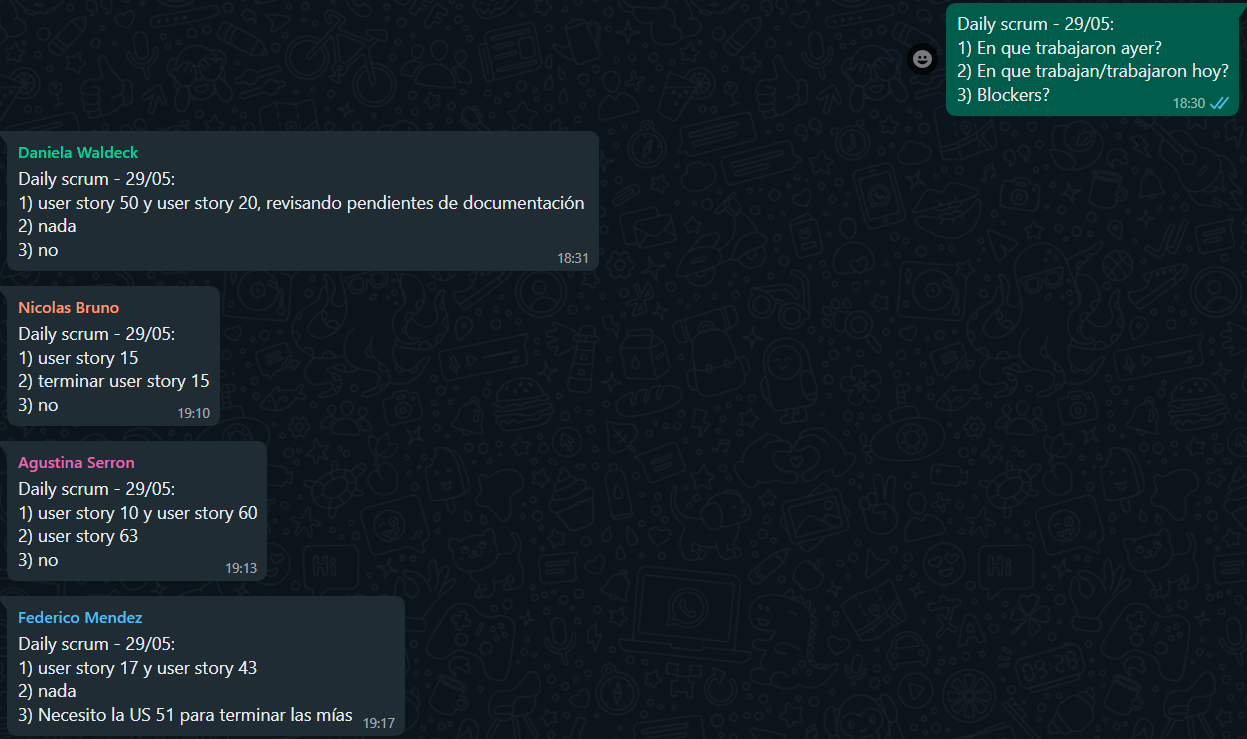 Daily scrum - 29/05:
1) En que trabajaron ayer?
2) En que trabajan/trabajaron hoy?
3) Blockers?
18:30
Daniela Waldeck
Daily scrum - 29/05:
1) user story 50 y user story 20, revisando pendientes de documentación
2) nada
3) no
18:31
Nicolas Bruno
Daily scrum - 29/05:
1) user story 15
2) terminar user story 15
3) no
19:10
Agustina Serron
Daily scrum - 29/05:
1) user story 10 y user story 60
2) user story 63
3) no
19:13
Federico Mendez
Daily scrum - 29/05:
1) user story 17 y user story 43
2) nada
3) Necesito la US 51 para terminar las mías
19:17